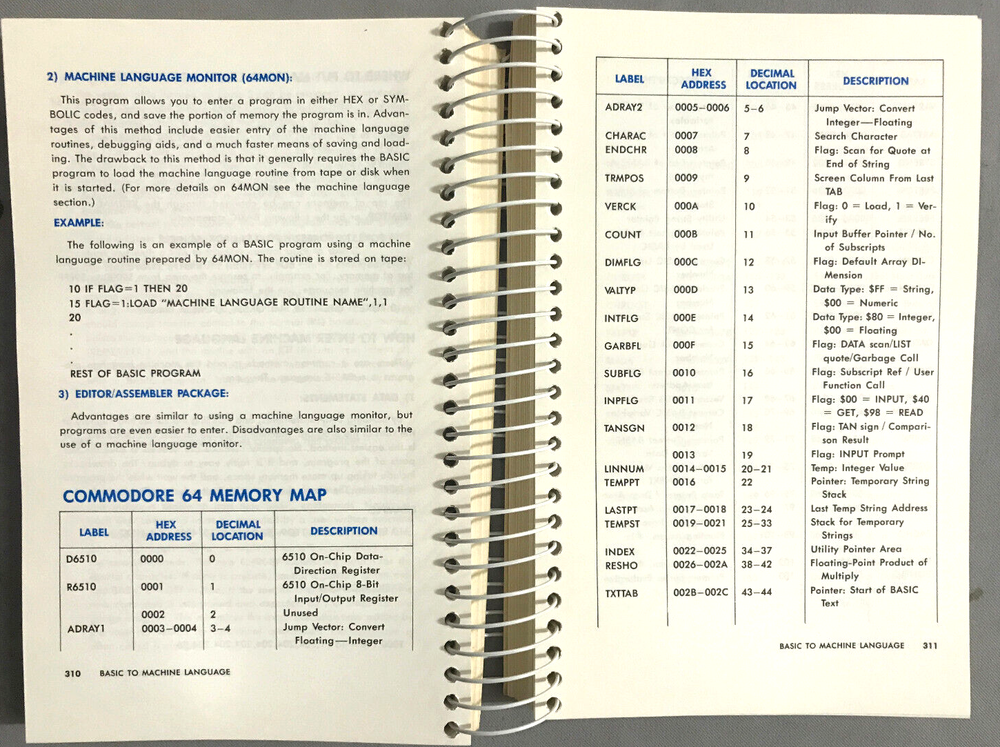 2) MACHINE LANGUAGE MONITOR (64MON):
This program allows you to enter a program in either HEX or SYM-
BOLIC codes, and save the portion of memory the program is in. Advan-
tages of this method include easier entry of the machine language
routines, debugging aids, and a much faster means of saving and load-
ing. The drawback to this method is that it generally requires the BASIC
program to load the machine language routine from tape or disk when
it is started. (For more details on 64MON see the machine language
section.)
EXAMPLE:
The following is an example of a BASIC program using a machine
language routine prepared by 64MON. The routine is stored on tape:
10 IF FLAG=1 THEN 20
15 FLAG=1:LOAD "MACHINE LANGUAGE ROUTINE NAME",1,1
20
.
.
.
REST OF BASIC PROGRAM
3) EDITOR/ASSEMBLER PACKAGE:
Advantages are similar to using a machine language monitor, but
programs are even easier to enter. Disadvantages are also similar to the
use of a machine language monitor.
COMMODORE 64 MEMORY MAP
LABEL HEX ADDRESS DECIMAL LOCATION DESCRIPTION
D6510 0000 0 6510 On-Chip Data-
Direction Register
R6510 0001 1 6510 On-Chip 8-Bit
Input/Output Register
0002 2 Unused
ADRAY1 0003-0004 3-4 Jump Vector: Convert
Floating—Integer
310 BASIC TO MACHINE LANGUAGE
LABEL HEX ADDRESS DECIMAL LOCATION DESCRIPTION
ADRAY2 0005-0006 5-6 Jump Vector: Convert
Integer—Floating
CHARAC 0007 7 Search Character
ENDCHR 0008 8 Flag: Scan for Quote at
End of String
TRMPOS 0009 9 Screen Column From Last
TAB
VERCK 000A 10 Flag: 0 = Load, 1 = Ver-
ify
COUNT 000B 11 Input Buffer Pointer / No.
of Subscripts
DIMFLG 000C 12 Flag: Default Array DI-
Mension
VALTYP 000D 13 Data Type: $FF = String,
$00 = Numeric
INTFLG 000E 14 Data Type: $80 = Integer,
$00 = Floating
GARBFL 000F 15 Flag: DATA scan/LIST
quote/Garbage Coll
SUBFLG 0010 16 Flag: Subscript Ref / User
Function Call
INPFLG 0011 17 Flag: $00 = INPUT, $40
= GET, $98 = READ
TANSGN 0012 18 Flag: TAN sign / Compari-
son Result
0013 19 Flag: INPUT Prompt
LINNUM 0014-0015 20-21 Temp: Integer Value
TEMPPT 0016 22 Pointer: Temporary String
Stack
LASTPT 0017-0018 23-24 Last Temp String Address
TEMPST 0019-0021 25-33 Stack for Temporary
Strings
INDEX 0022-0025 34-37 Utility Pointer Area
RESHO 0026-002A 38-42 Floating-Point Product of
Multiply
TXTTAB 002B-002C 43-44 Pointer: Start of BASIC
Text
BASIC TO MACHINE LANGUAGE 311